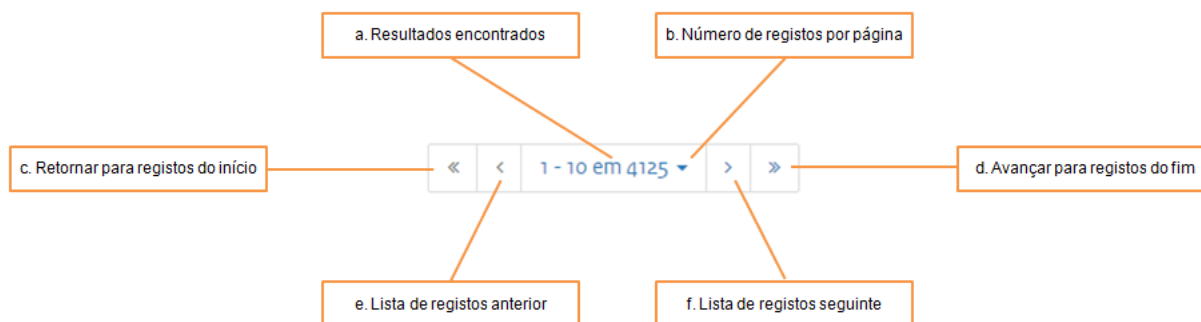 a. Resultados encontrados
b. Número de registos por página
c. Retornar para registos do início
« ‹ 1 - 10 em 4125 › »
d. Avançar para registos do fim
e. Lista de registos anterior
f. Lista de registos seguinte